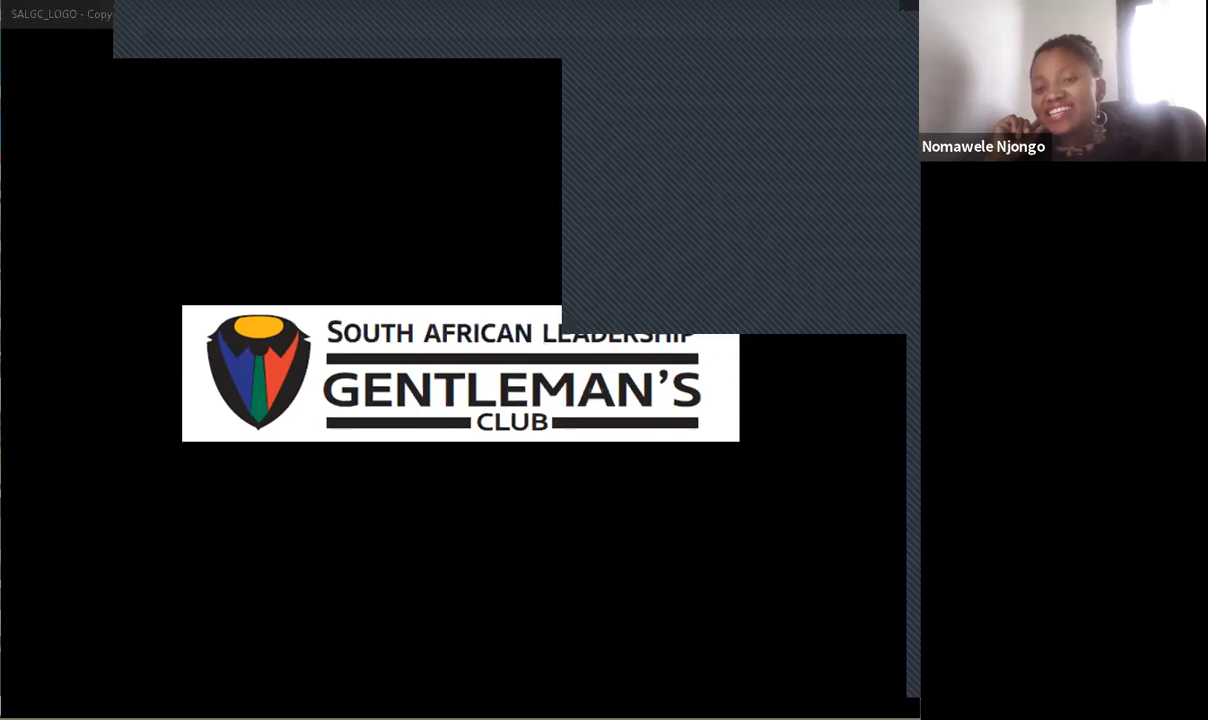 SALGC_LOGO - Copy
Nomawele Njongo
SOUTH AFRICAN LEADERSHIP
GENTLEMAN'S
CLUB